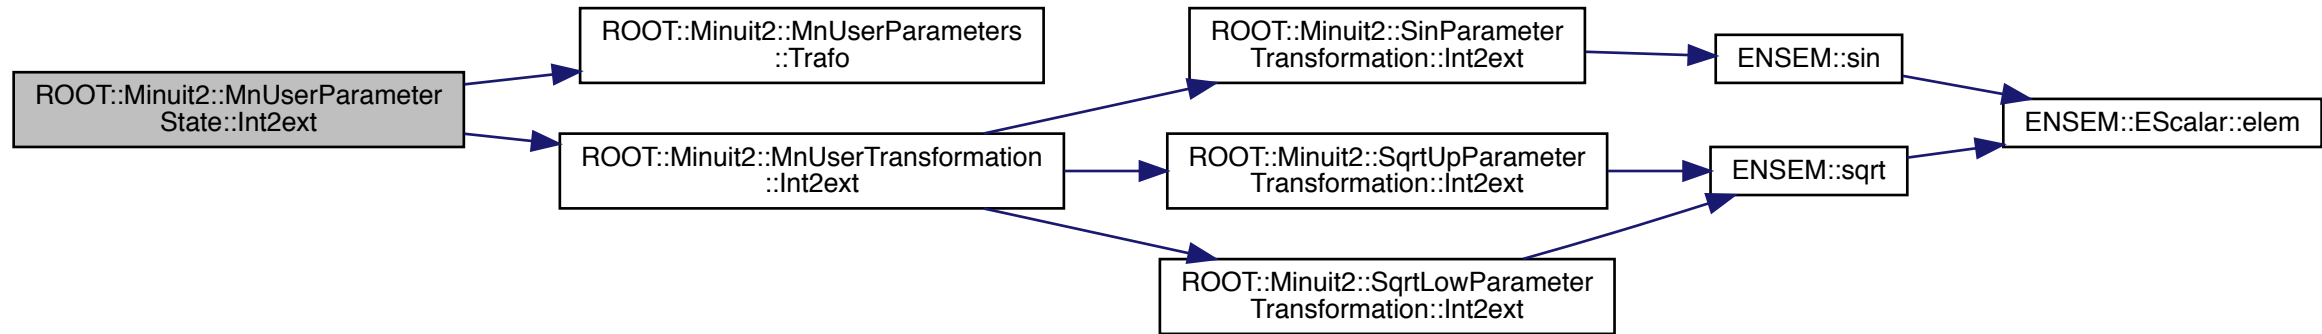 ROOT::Minuit2::MnUserParameter
State::Int2ext
ROOT::Minuit2::MnUserParameters
::Trafo
ROOT::Minuit2::MnUserTransformation
::Int2ext
ROOT::Minuit2::SinParameter
Transformation::Int2ext
ROOT::Minuit2::SqrtUpParameter
Transformation::Int2ext
ROOT::Minuit2::SqrtLowParameter
Transformation::Int2ext
ENSEM::sin
ENSEM::sqrt
ENSEM::EScalar::elem